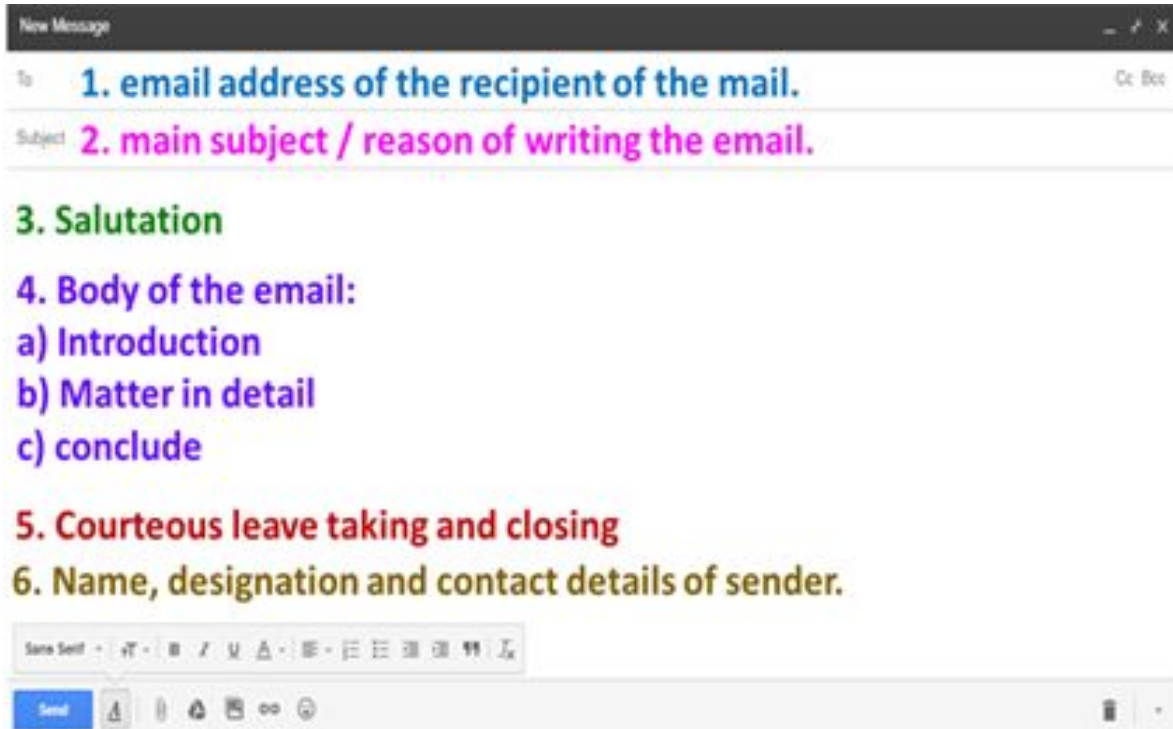 New Message
To 1. email address of the recipient of the mail. Cc Bcc
Subject 2. main subject / reason of writing the email.
3. Salutation
4. Body of the email:
a) Introduction
b) Matter in detail
c) conclude
5. Courteous leave taking and closing
6. Name, designation and contact details of sender.
Sans Serif
Send